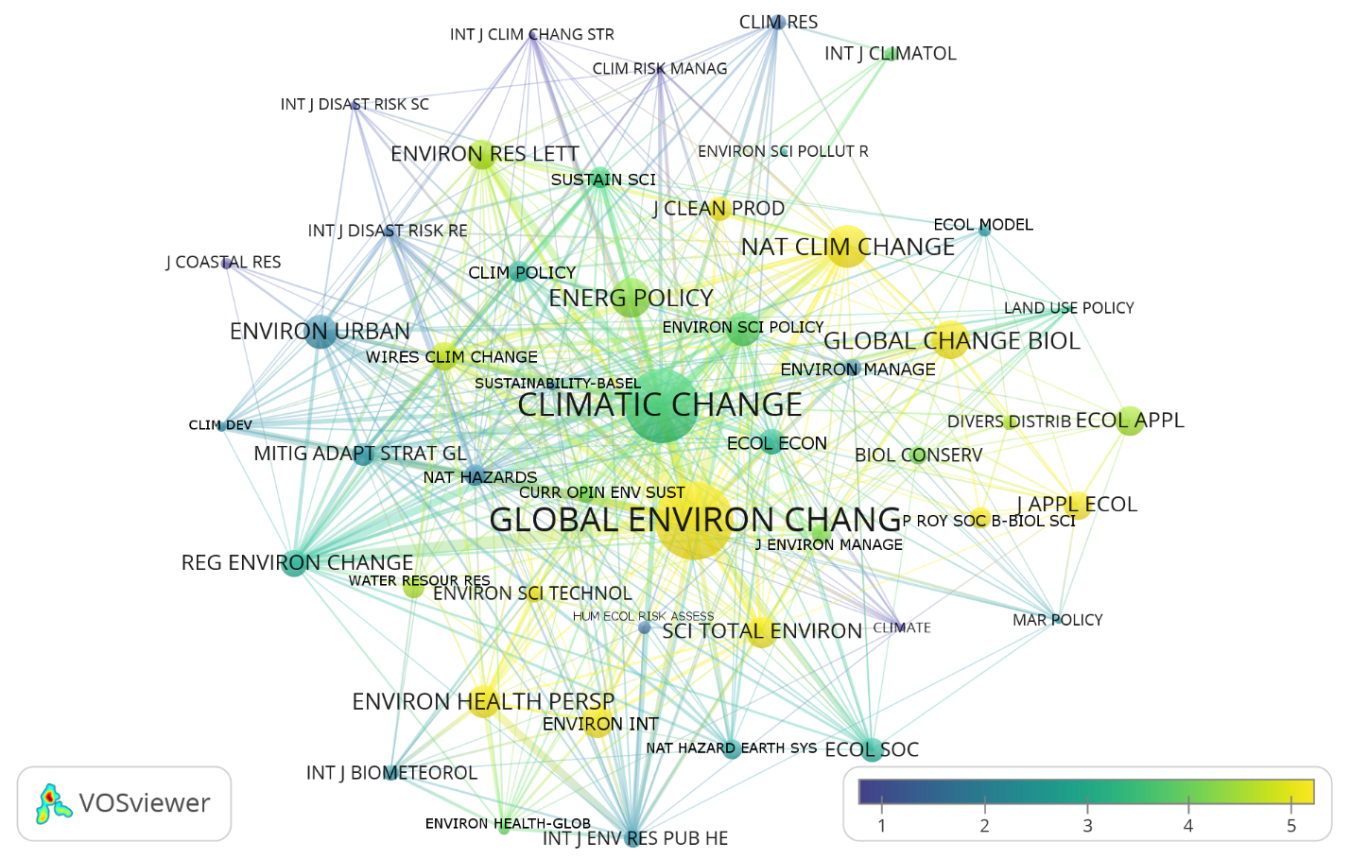 CLIM RES
INT J CLIM CHANG STR
INT J CLIMATOL
CLIM RISK MANAG
INT J DISAST RISK SC
ENVIRON RES LETT
ENVIRON SCI POLLUT R
SUSTAIN SCI
J CLEAN PROD
ECOL MODEL
INT J DISAST RISK RE
NAT CLIM CHANGE
J COASTAL RES
CLIM POLICY
ENERG POLICY
LAND USE POLICY
ENVIRON URBAN
ENVIRON SCI POLICY
GLOBAL CHANGE BIOL
WIRES CLIM CHANGE
ENVIRON MANAGE
SUSTAINABILITY-BASEL
CLIMATIC CHANGE
CLIM DEV
DIVERS DISTRIB
ECOL APPL
ECOL ECON
MITIG ADAPT STRAT GL
BIOL CONSERV
NAT HAZARDS
CURR OPIN ENV SUST
J APPL ECOL
GLOBAL ENVIRON CHANG
P ROY SOC B-BIOL SCI
J ENVIRON MANAGE
REG ENVIRON CHANGE
WATER RESOUR RES
ENVIRON SCI TECHNOL
HUM ECOL RISK ASSESS
SCI TOTAL ENVIRON
CLIMATE
MAR POLICY
ENVIRON HEALTH PERSP
ENVIRON INT
NAT HAZARD EARTH SYS
ECOL SOC
INT J BIOMETEOROL
ENVIRON HEALTH-GLOB
INT J ENV RES PUB HE
VOSviewer
1 2 3 4 5